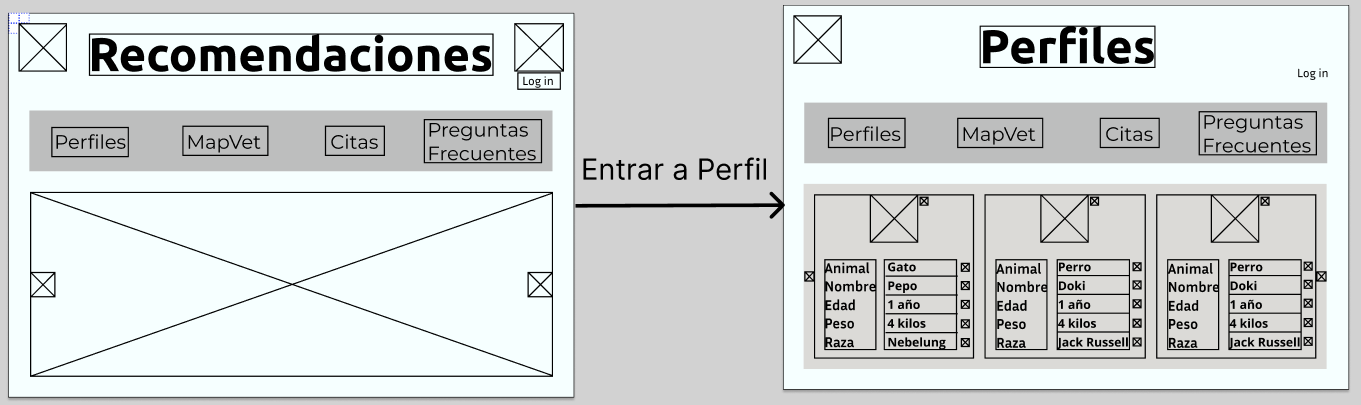 Recomendaciones
Log in
Perfiles
MapVet
Citas
Preguntas
Frecuentes
Entrar a Perfil
Perfiles
Log in
Perfiles
MapVet
Citas
Preguntas
Frecuentes
Animal Gato
Nombre Pepo
Edad 1 año
Peso 4 kilos
Raza Nebelung
Animal Perro
Nombre Doki
Edad 1 año
Peso 4 kilos
Raza Jack Russell
Animal Perro
Nombre Doki
Edad 1 año
Peso 4 kilos
Raza Jack Russell